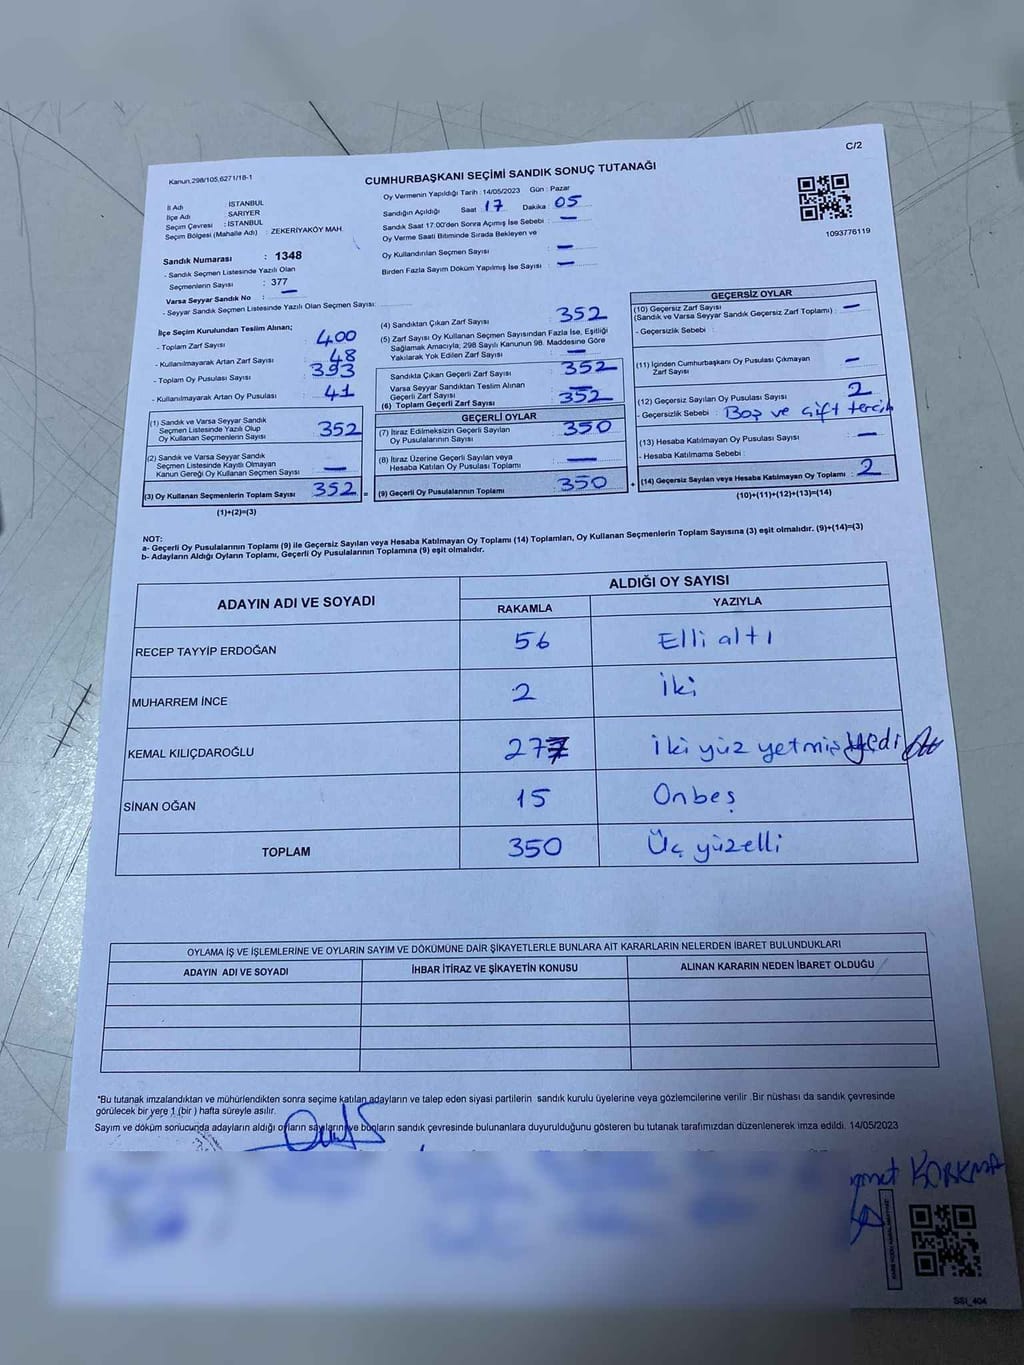 C/2
Kanun.298/105,6271/18-1
CUMHURBAŞKANI SEÇİMİ SANDIK SONUÇ TUTANAĞI
Oy Vermenin Yapıldığı Tarih : 14/05/2023 Gün : Pazar
İl Adı : İSTANBUL
İlçe Adı : SARIYER
Seçim Çevresi : İSTANBUL
Seçim Bölgesi (Mahalle Adı) : ZEKERİYAKÖY MAH.
Sandık Numarası : 1348
- Sandık Seçmen Listesinde Yazılı Olan
Seçmenlerin Sayısı : 377
Varsa Seyyar Sandık No : —
- Seyyar Sandık Seçmen Listesinde Yazılı Olan Seçmen Sayısı:
Sandığın Açıldığı Saat 17 Dakika : 05
Sandık Saat 17:00'den Sonra Açımış İse Sebebi : —
Oy Verme Saati Bitiminde Sırada Bekleyen ve
Oy Kullandırılan Seçmen Sayısı : —
Birden Fazla Sayım Döküm Yapılmış İse Sayısı : —
1093776119
İlçe Seçim Kurulundan Teslim Alınan;
- Toplam Zarf Sayısı : 400
- Kullanılmayarak Artan Zarf Sayısı : 48
- Toplam Oy Pusulası Sayısı : 393
- Kullanılmayarak Artan Oy Pusulası : 41
(1) Sandık ve Varsa Seyyar Sandık
Seçmen Listesinde Yazılı Olup
Oy Kullanan Seçmenlerin Sayısı : 352
(2) Sandık ve Varsa Seyyar Sandık
Seçmen Listesinde Kayıtlı Olmayan
Kanun Gereği Oy Kullanan Seçmen Sayısı : —
(3) Oy Kullanan Seçmenlerin Toplam Sayısı : 352 =
(1)+(2)=(3)
(4) Sandıktan Çıkan Zarf Sayısı : 352
(5) Zarf Sayısı Oy Kullanan Seçmen Sayısından Fazla İse, Eşitliği
Sağlamak Amacıyla; 298 Sayılı Kanunun 98. Maddesine Göre
Yakılarak Yok Edilen Zarf Sayısı : —
Sandıkta Çıkan Geçerli Zarf Sayısı : 352
Varsa Seyyar Sandıktan Teslim Alınan
Geçerli Zarf Sayısı : —
(6) Toplam Geçerli Zarf Sayısı : 352
GEÇERLİ OYLAR
(7) İtiraz Edilmeksizin Geçerli Sayılan
Oy Pusulalarının Sayısı : 350
(8) İtiraz Üzerine Geçerli Sayılan veya
Hesaba Katılan Oy Pusulası Toplamı : —
(9) Geçerli Oy Pusulalarının Toplamı : 350 +
GEÇERSİZ OYLAR
(10) Geçersiz Zarf Sayısı
(Sandık ve Varsa Seyyar Sandık Geçersiz Zarf Toplamı) : —
- Geçersizlik Sebebi :
(11) İçinden Cumhurbaşkanı Oy Pusulası Çıkmayan
Zarf Sayısı : —
(12) Geçersiz Sayılan Oy Pusulası Sayısı : 2
- Geçersizlik Sebebi : Boş ve çift tercih
(13) Hesaba Katılmayan Oy Pusulası Sayısı : —
- Hesaba Katılmama Sebebi :
(14) Geçersiz Sayılan veya Hesaba Katılmayan Oy Toplamı : 2
(10)+(11)+(12)+(13)=(14)
NOT:
a- Geçerli Oy Pusulalarının Toplamı (9) ile Geçersiz Sayılan veya Hesaba Katılmayan Oy Toplamı (14) Toplamları, Oy Kullanan Seçmenlerin Toplam Sayısına (3) eşit olmalıdır. (9)+(14)=(3)
b- Adayların Aldığı Oyların Toplamı, Geçerli Oy Pusulalarının Toplamına (9) eşit olmalıdır.
ADAYIN ADI VE SOYADI ALDIĞI OY SAYISI
RAKAMLA YAZIYLA
RECEP TAYYİP ERDOĞAN 56 Elli altı
MUHARREM İNCE 2 İki
KEMAL KILIÇDAROĞLU 277 İki yüz yetmiş yedi
SİNAN OĞAN 15 Onbeş
TOPLAM 350 Üç yüzelli
OYLAMA İŞ VE İŞLEMLERİNE VE OYLARIN SAYIM VE DÖKÜMÜNE DAİR ŞİKAYETLERLE BUNLARA AİT KARARLARIN NELERDEN İBARET BULUNDUKLARI
ADAYIN ADI VE SOYADI İHBAR İTİRAZ VE ŞİKAYETİN KONUSU ALINAN KARARIN NEDEN İBARET OLDUĞU
*Bu tutanak imzalandıktan ve mühürlendikten sonra seçime katılan adayların ve talep eden siyasi partilerin sandık kurulu üyelerine veya gözlemcilerine verilir .Bir nüshası da sandık çevresinde
görülecek bir yere 1 (bir ) hafta süreyle asılır.
Sayım ve döküm sonucunda adayların aldığı oyların sayılarını ve bunların sandık çevresinde bulunanlara duyurulduğunu gösteren bu tutanak tarafımızdan düzenlenerek imza edildi. 14/05/2023
SSİ_404